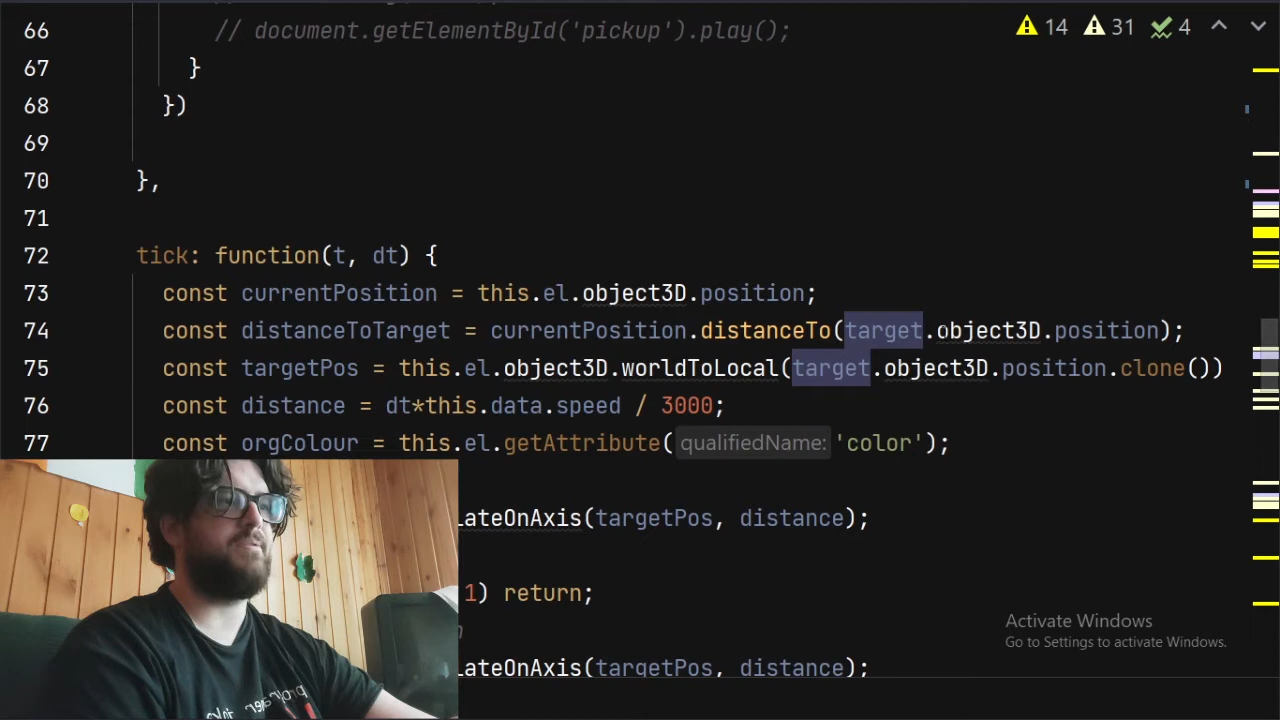 66 // document.getElementById('pickup').play();
14 31 4
67 }
68 })
69
70 },
71
72 tick: function(t, dt) {
73 const currentPosition = this.el.object3D.position;
74 const distanceToTarget = currentPosition.distanceTo(target.object3D.position);
75 const targetPos = this.el.object3D.worldToLocal(target.object3D.position.clone())
76 const distance = dt*this.data.speed / 3000;
77 const orgColour = this.el.getAttribute( qualifiedName: 'color');
lateOnAxis(targetPos, distance);
1) return;
lateOnAxis(targetPos, distance);
Activate Windows
Go to Settings to activate Windows.